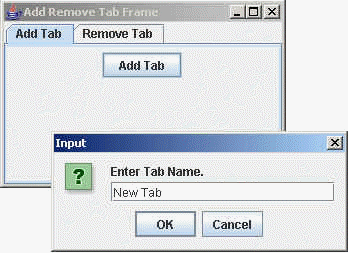 Add Remove Tab Frame
Add Tab Remove Tab
Add Tab
Input
?
Enter Tab Name.
New Tab
OK Cancel